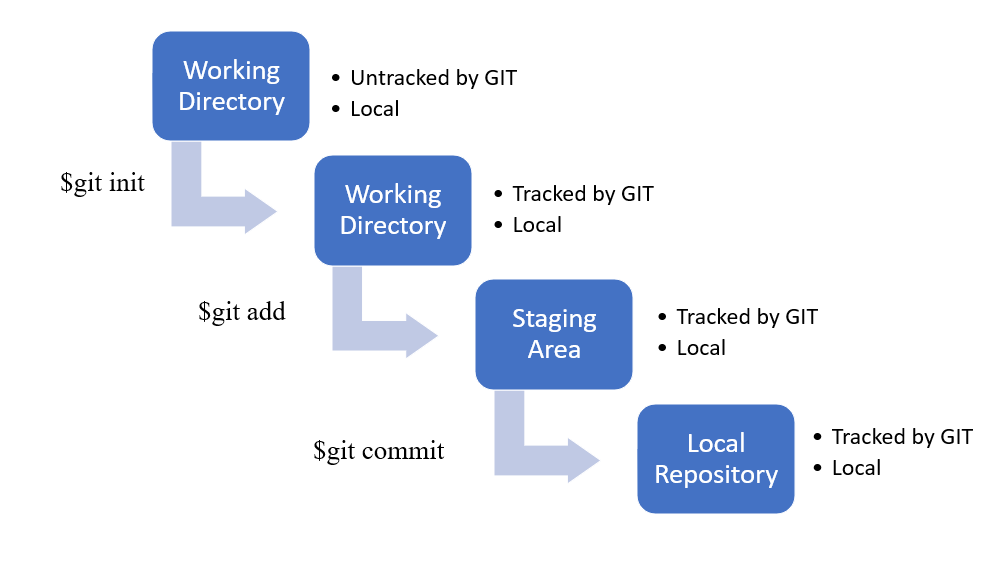 Working
Directory
• Untracked by GIT
• Local
$git init
Working
Directory
• Tracked by GIT
• Local
$git add
Staging
Area
• Tracked by GIT
• Local
$git commit
Local
Repository
• Tracked by GIT
• Local